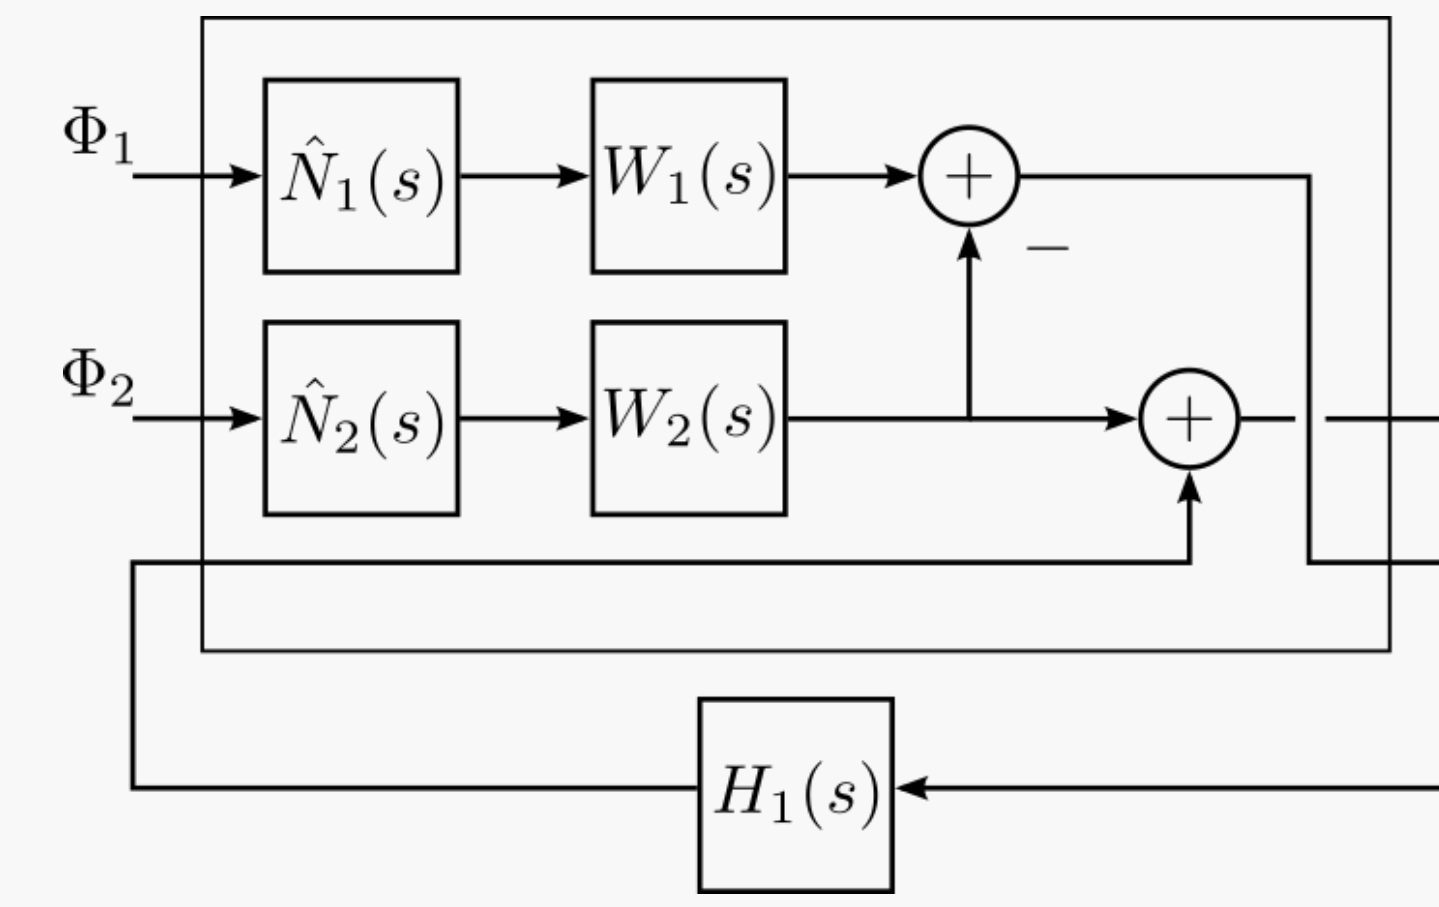 Φ₁
N̂₁(s)
W₁(s)
+
−
Φ₂
N̂₂(s)
W₂(s)
+
H₁(s)